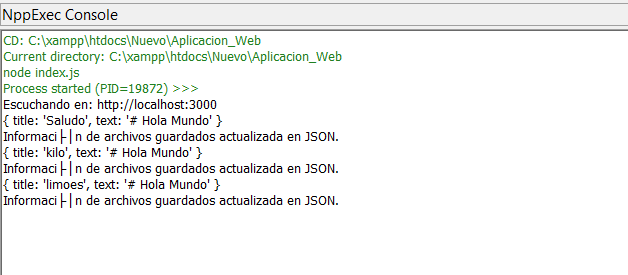 NppExec Console
CD: C:\xampp\htdocs\Nuevo\Aplicacion_Web
Current directory: C:\xampp\htdocs\Nuevo\Aplicacion_Web
node index.js
Process started (PID=19872) >>>
Escuchando en: http://localhost:3000
{ title: 'Saludo', text: '# Hola Mundo' }
Informaci├│n de archivos guardados actualizada en JSON.
{ title: 'kilo', text: '# Hola Mundo' }
Informaci├│n de archivos guardados actualizada en JSON.
{ title: 'limoes', text: '# Hola Mundo' }
Informaci├│n de archivos guardados actualizada en JSON.